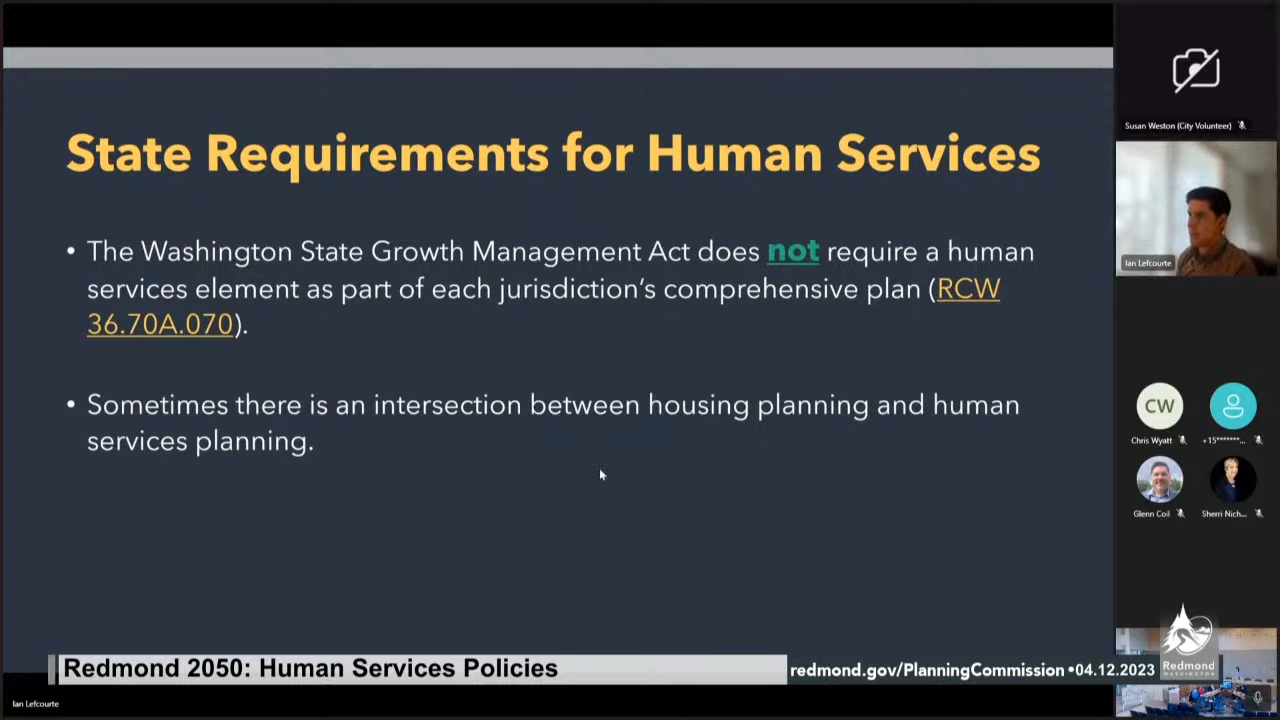 State Requirements for Human Services
• The Washington State Growth Management Act does not require a human
services element as part of each jurisdiction's comprehensive plan (RCW
36.70A.070).
• Sometimes there is an intersection between housing planning and human
services planning.
Susan Weston (City Volunteer)
Ian Lefcourte
CW
Chris Wyatt
+15*******...
Glenn Coil
Sherri Nich...
Redmond
WASHINGTON
Redmond 2050: Human Services Policies
redmond.gov/PlanningCommission •04.12.2023
Ian Lefcourte